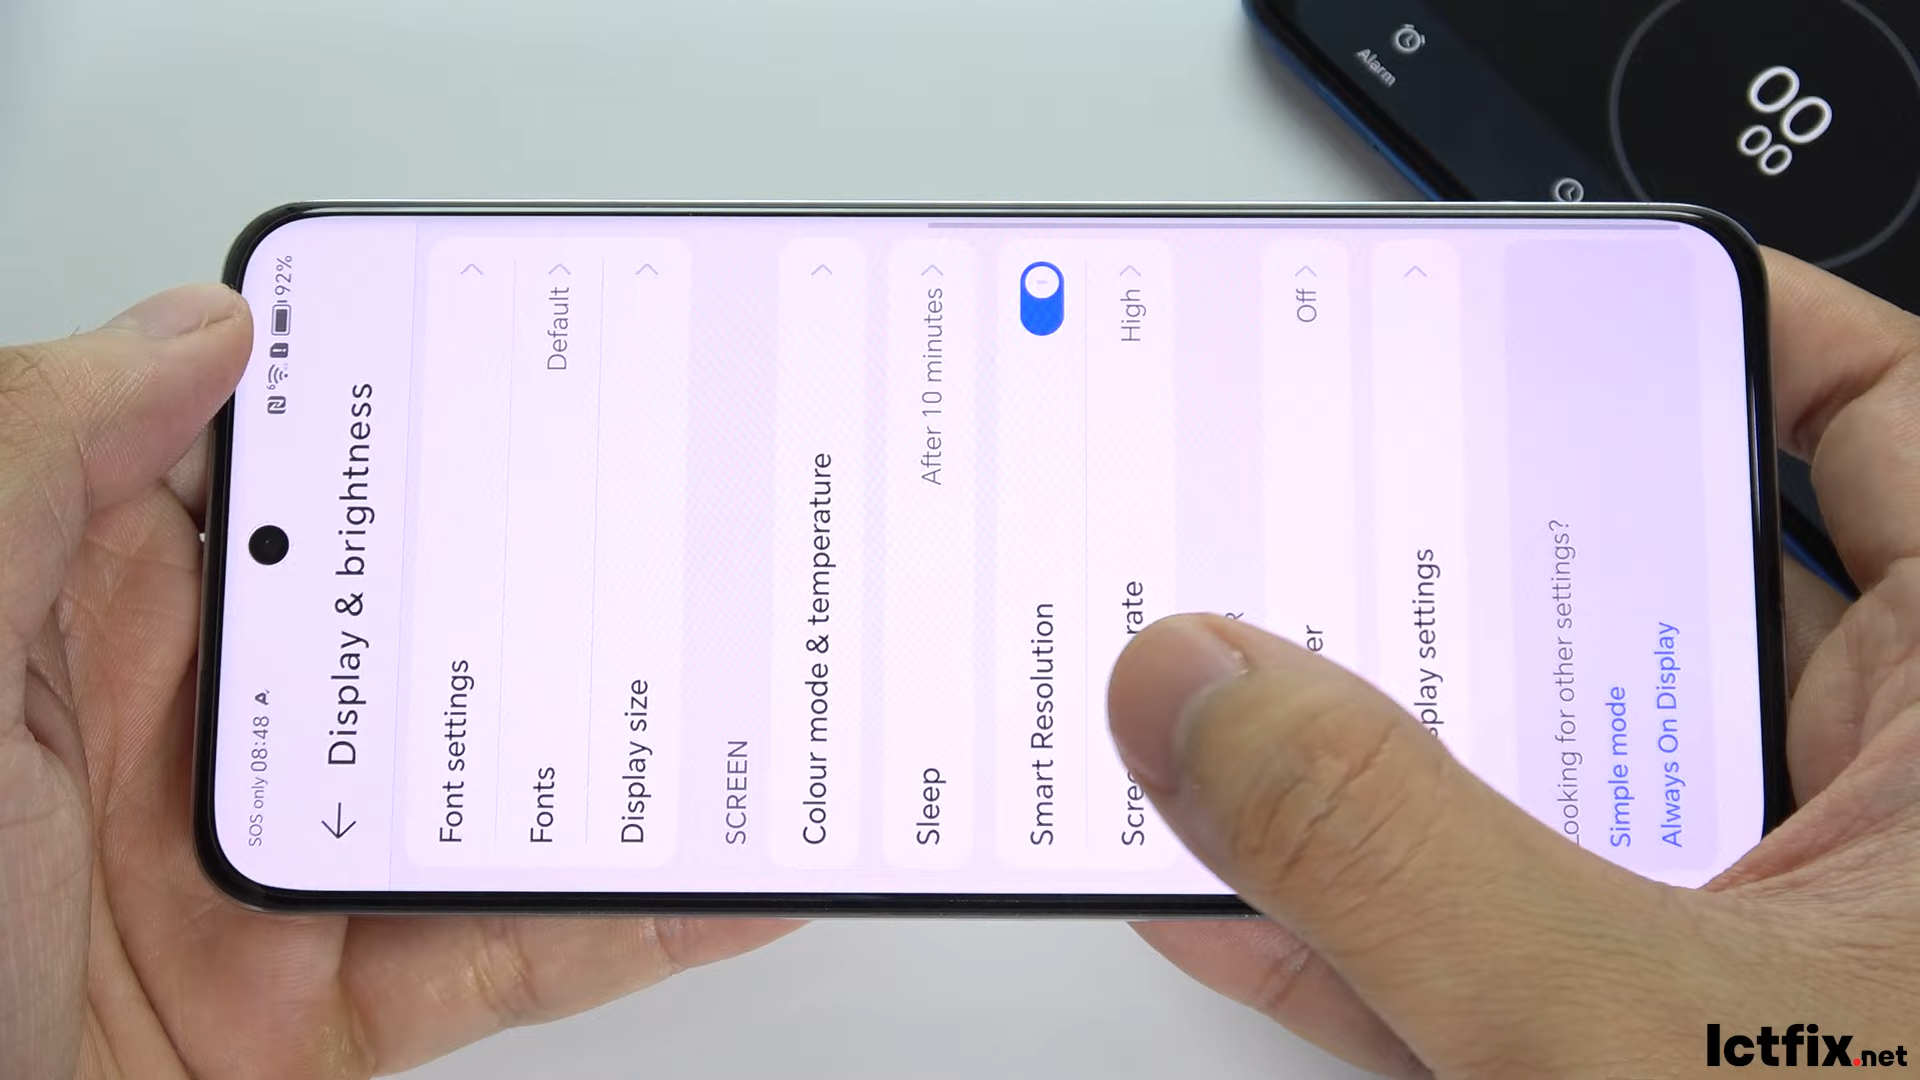 SOS only 08:48 92%
Display & brightness
Font settings
Fonts Default
Display size
SCREEN
Colour mode & temperature
Sleep After 10 minutes
Smart Resolution
rate High
Off
settings
Looking for other settings?
Simple mode
Always On Display
Alarm
00
00
Ictfix.net